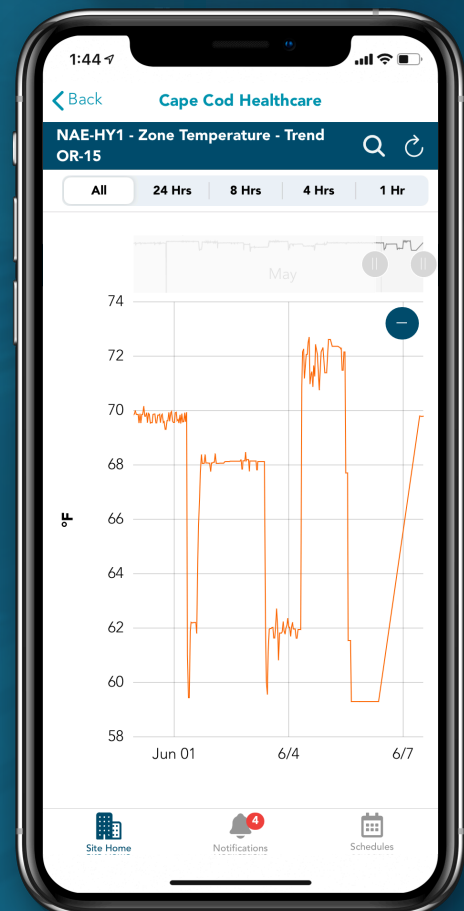 1:44
Back
Cape Cod Healthcare
NAE-HY1 - Zone Temperature - Trend
OR-15
All 24 Hrs 8 Hrs 4 Hrs 1 Hr
May
74
72
70
68
°F
66
64
62
60
58
Jun 01 6/4 6/7
4
Site Home Notifications Schedules